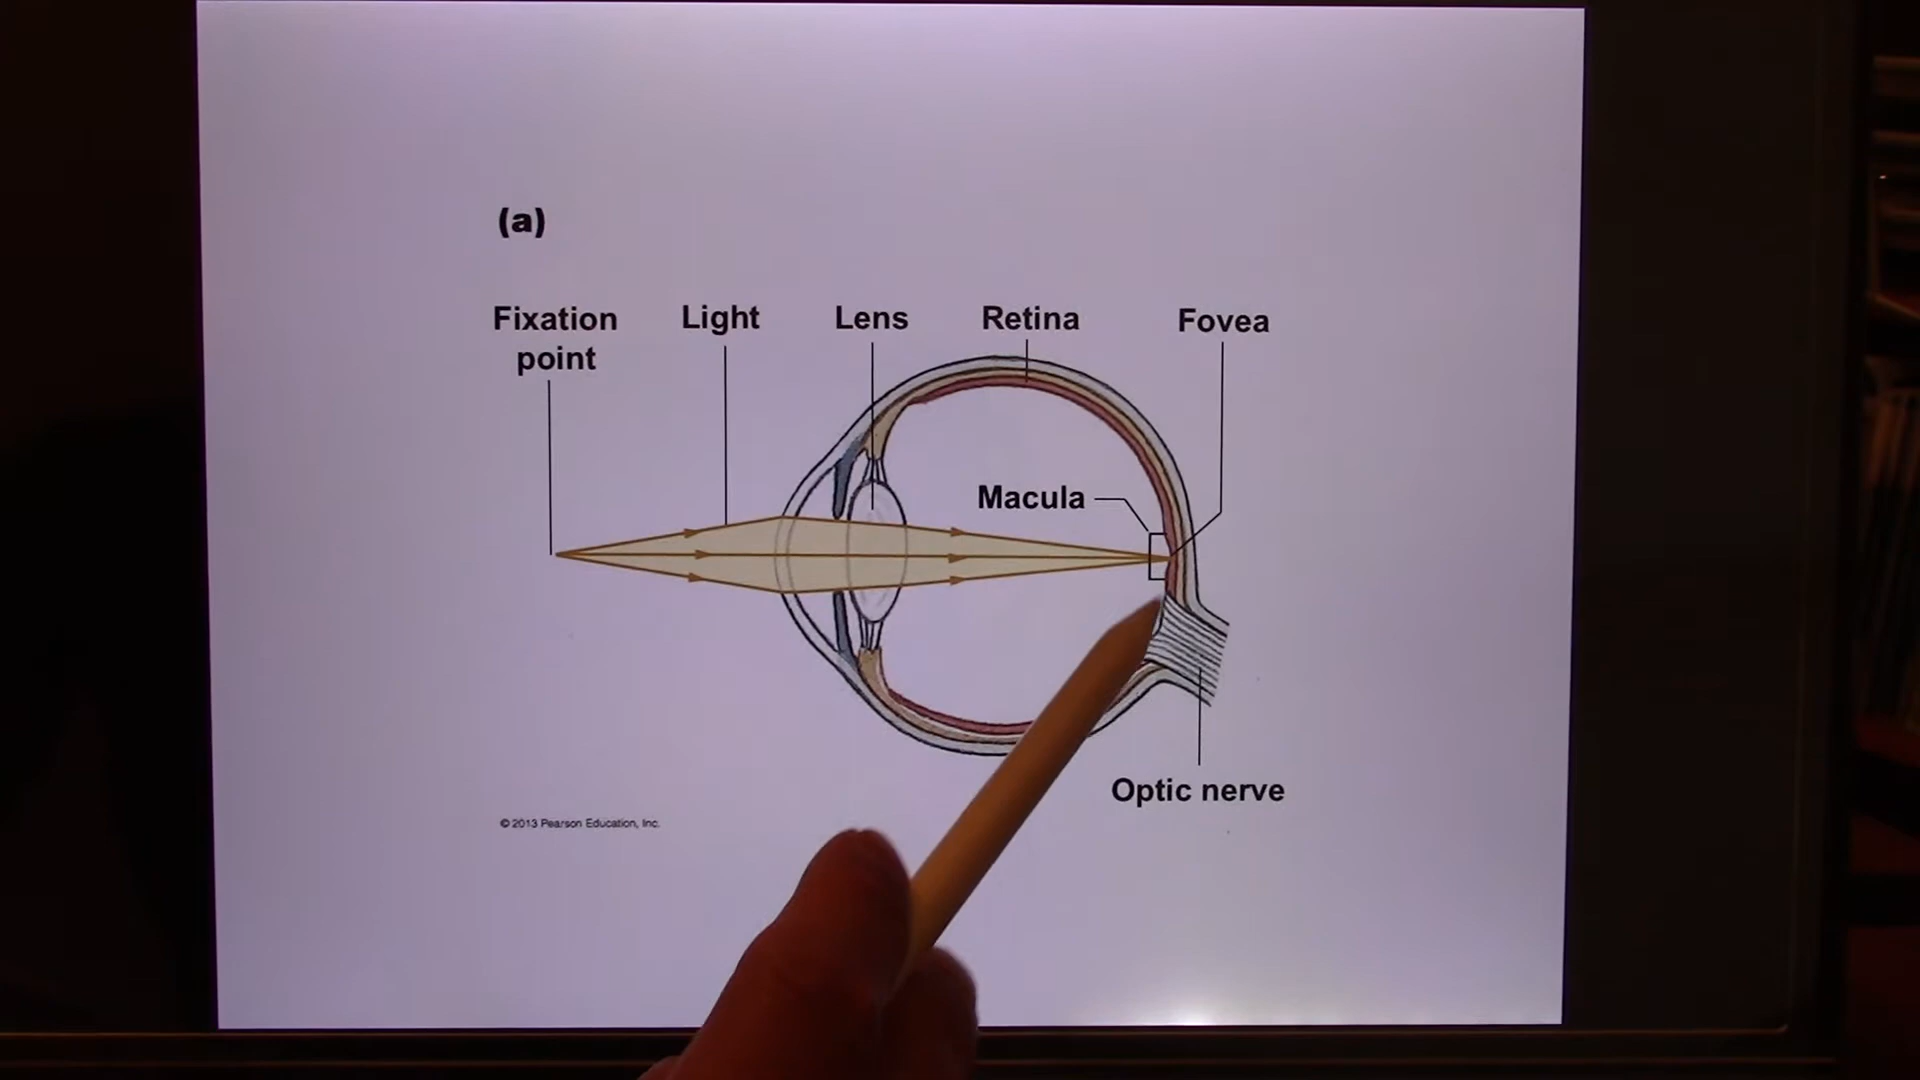 (a)
Fixation
point
Light
Lens
Retina
Fovea
Macula
Optic nerve
© 2013 Pearson Education, Inc.